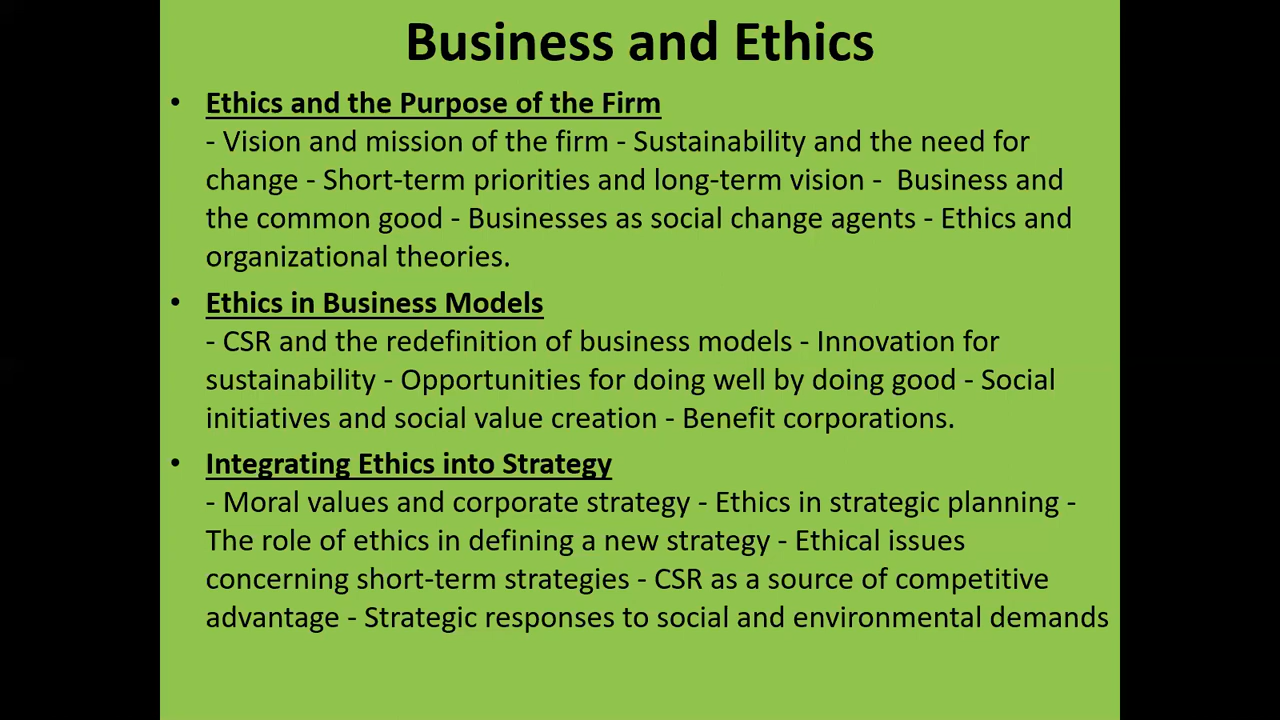 Business and Ethics
• Ethics and the Purpose of the Firm
- Vision and mission of the firm - Sustainability and the need for
change - Short-term priorities and long-term vision -  Business and
the common good - Businesses as social change agents - Ethics and
organizational theories.
• Ethics in Business Models
- CSR and the redefinition of business models - Innovation for
sustainability - Opportunities for doing well by doing good - Social
initiatives and social value creation - Benefit corporations.
• Integrating Ethics into Strategy
- Moral values and corporate strategy - Ethics in strategic planning -
The role of ethics in defining a new strategy - Ethical issues
concerning short-term strategies - CSR as a source of competitive
advantage - Strategic responses to social and environmental demands